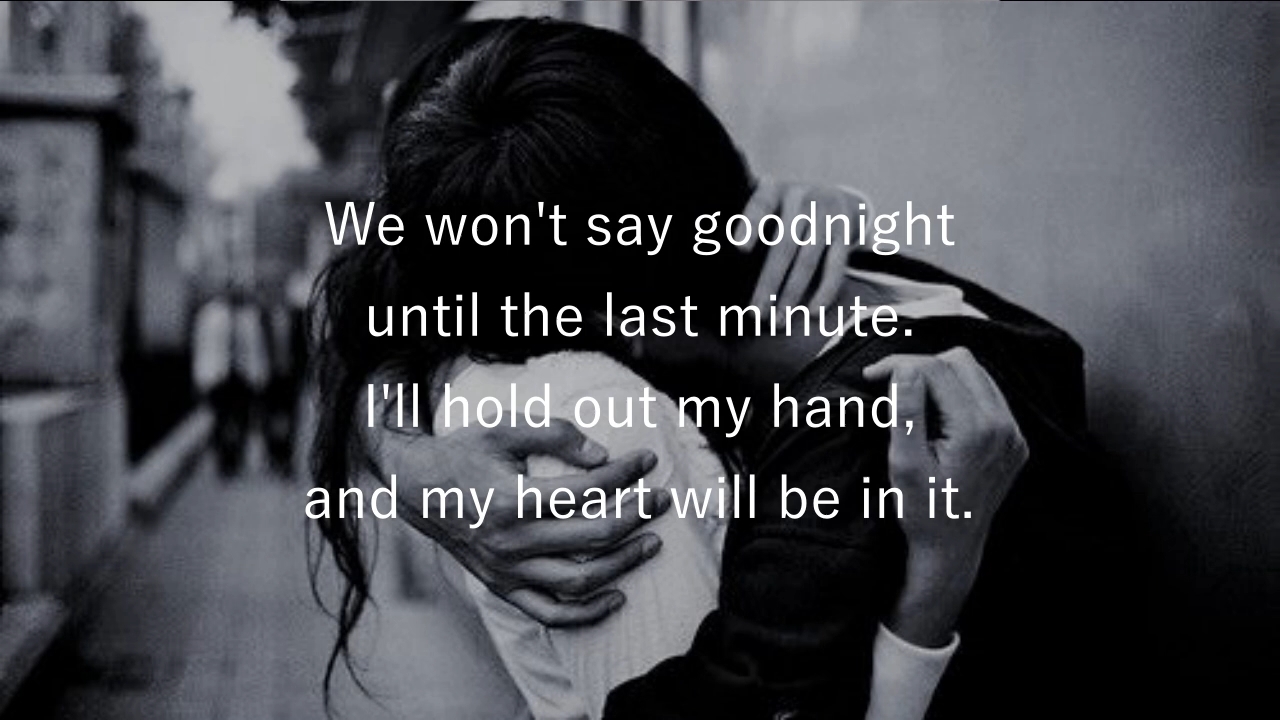 We won't say goodnight
until the last minute.
I'll hold out my hand,
and my heart will be in it.